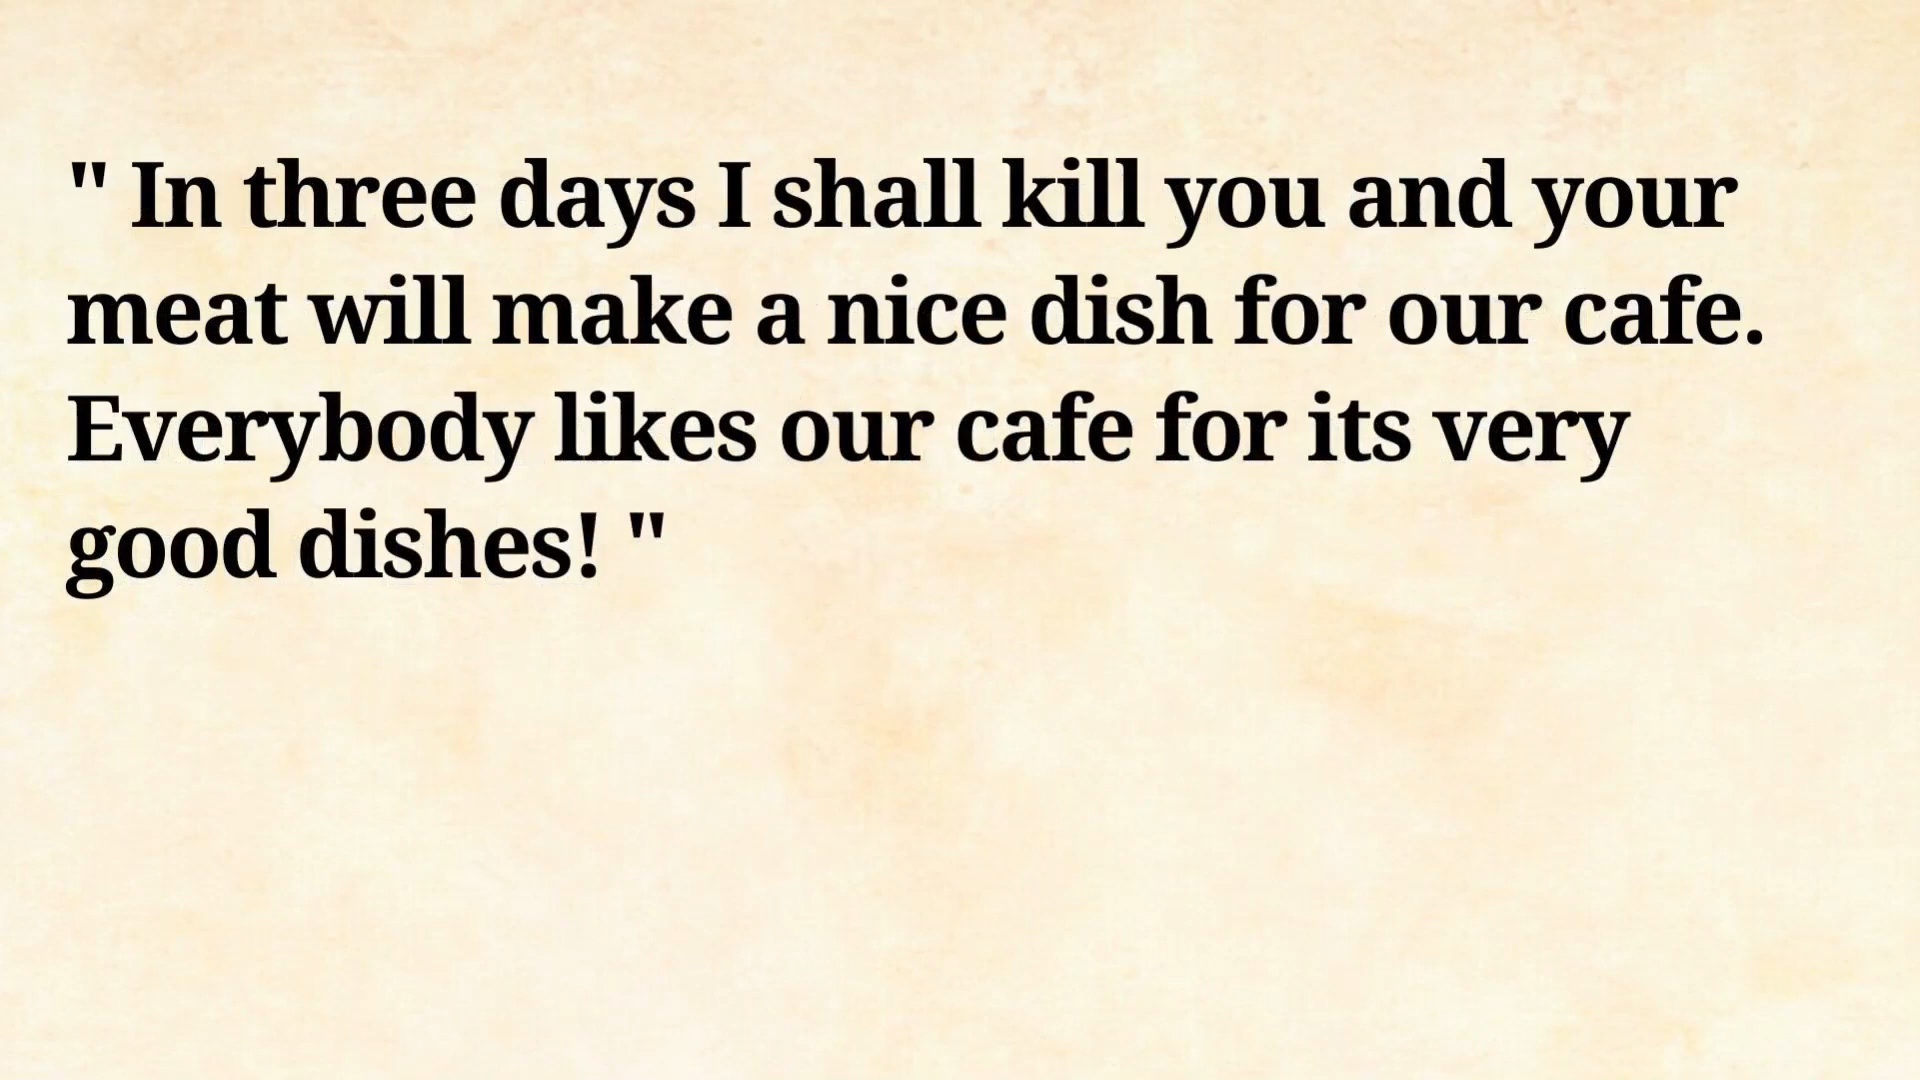 " In three days I shall kill you and your
meat will make a nice dish for our cafe.
Everybody likes our cafe for its very
good dishes! "